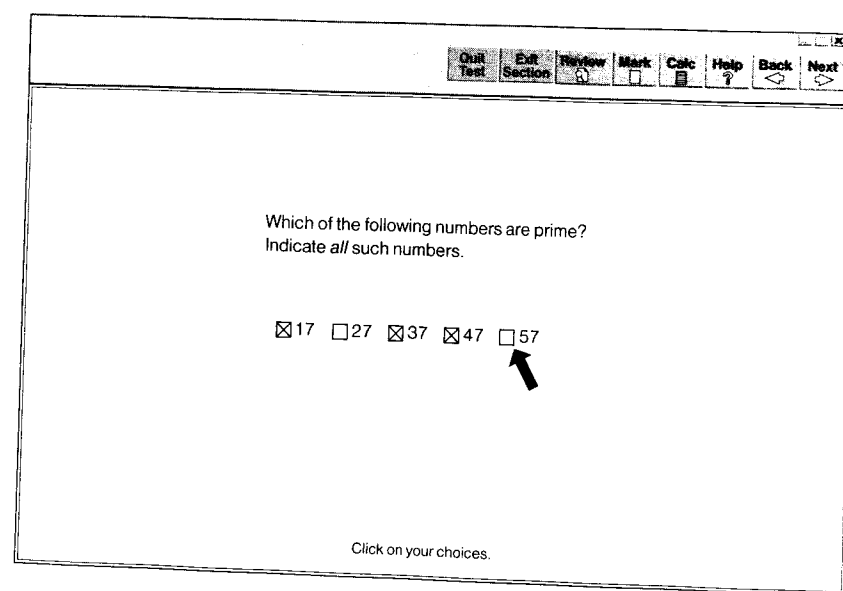 Quit Test
Exit Section
Review
Mark
Calc
Help
?
Back
Next
Which of the following numbers are prime?
Indicate all such numbers.
17 27 37 47 57
Click on your choices.